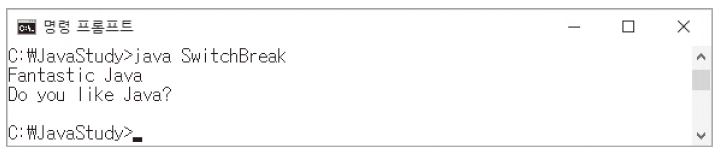 명령 프롬프트
C:₩JavaStudy>java SwitchBreak
Fantastic Java
Do you like Java?
C:₩JavaStudy>